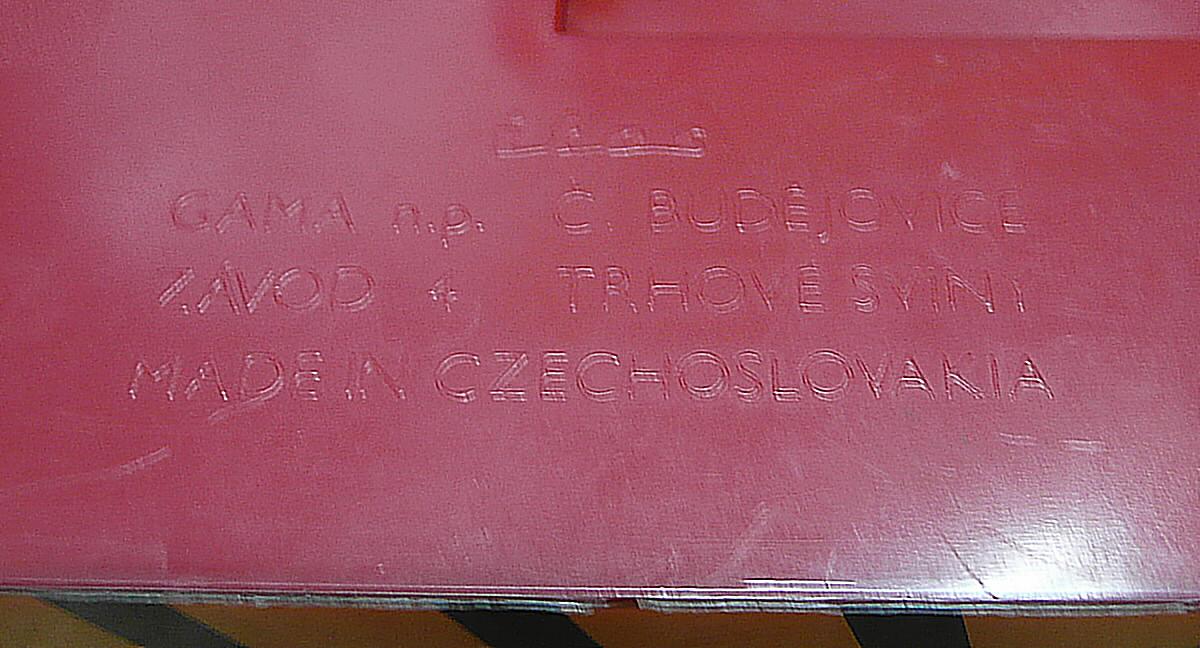 GAMA n.p. Č. BUDĚJOVICE
ZÁVOD 4 TRHOVÉ SVINY
MADE IN CZECHOSLOVAKIA